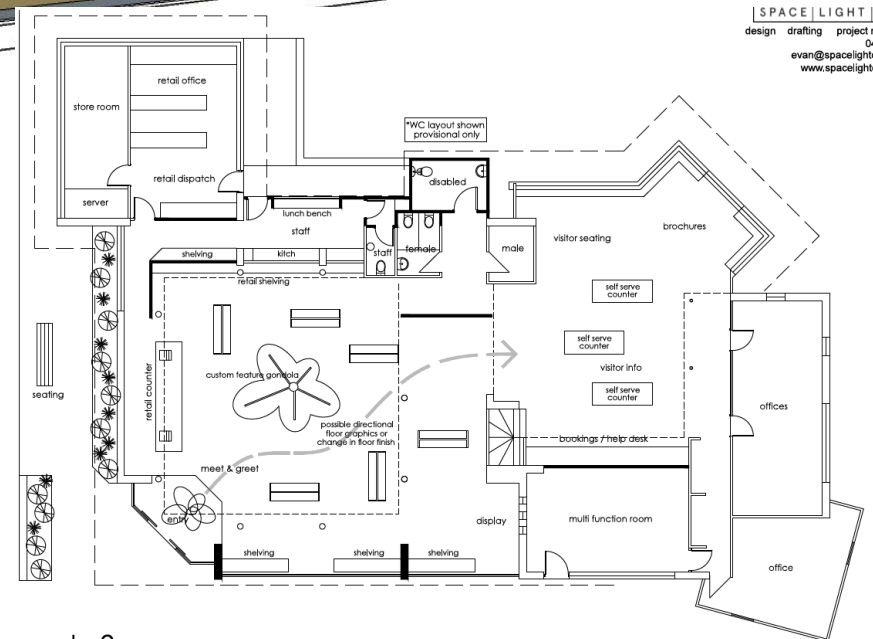 SPACE | LIGHT |
design drafting project
04
evan@spacelight
www.spacelight
retail office
store room
*WC layout shown
provisional only
retail dispatch
disabled
server
lunch bench
staff
brochures
visitor seating
shelving
kitch
staff
female
male
retail shelving
self serve
counter
self serve
counter
custom feature gondola
visitor info
retail counter
seating
self serve
counter
offices
possible directional
floor graphics or
change in floor finish
bookings / help desk
meet & greet
entry
display
multi function room
shelving
shelving
shelving
office